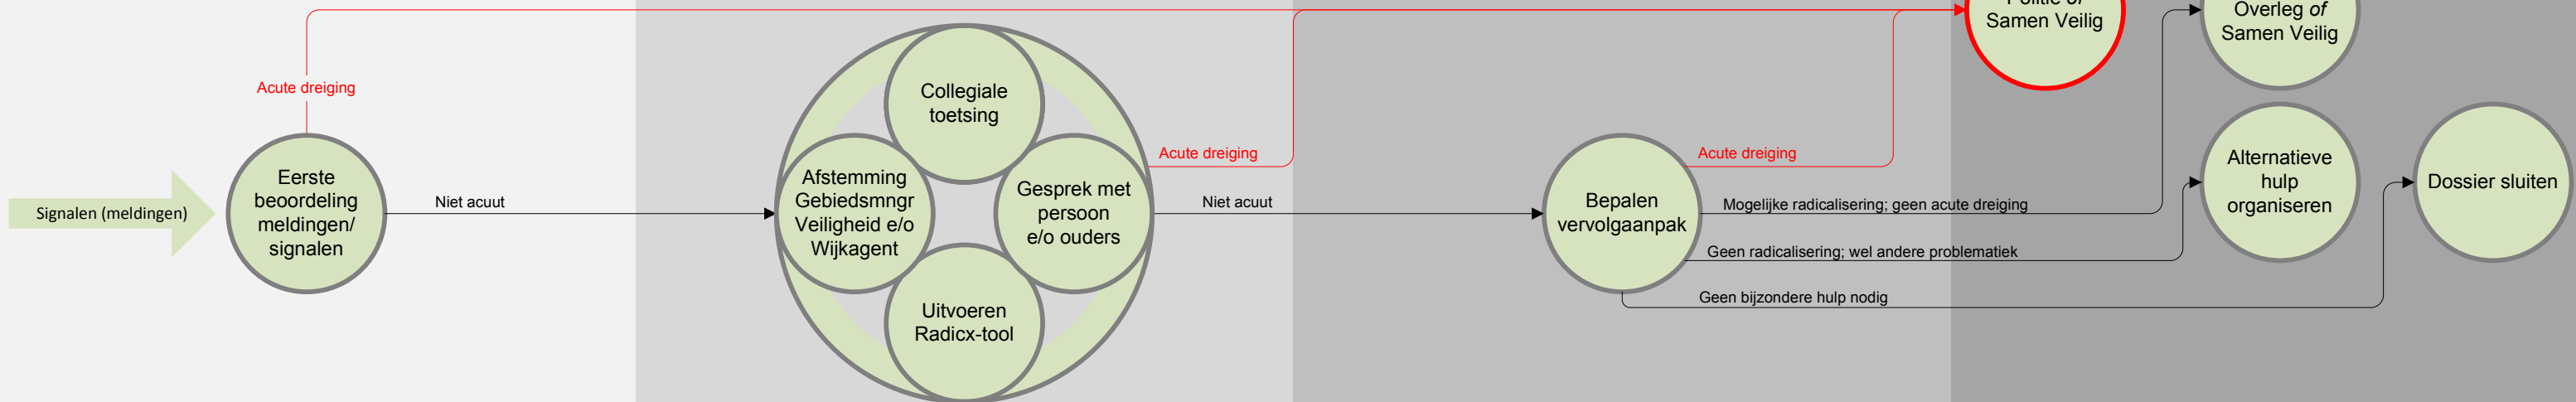 Politie of
Samen Veilig
Overleg of
Samen Veilig
Acute dreiging
Collegiale
toetsing
Acute dreiging
Acute dreiging
Signalen (meldingen)
Eerste
beoordeling
meldingen/
signalen
Niet acuut
Afstemming
Gebiedsmngr
Veiligheid e/o
Wijkagent
Gesprek met
persoon
e/o ouders
Niet acuut
Bepalen
vervolgaanpak
Mogelijke radicalisering; geen acute dreiging
Geen radicalisering; wel andere problematiek
Geen bijzondere hulp nodig
Alternatieve
hulp
organiseren
Dossier sluiten
Uitvoeren
Radicx-tool